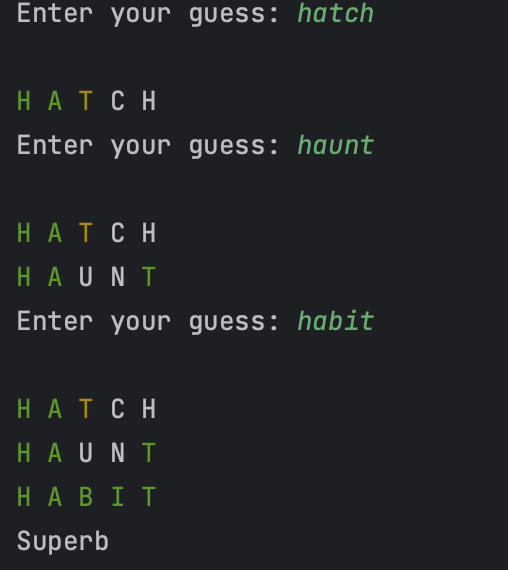 Enter your guess: hatch
H A T C H
Enter your guess: haunt
H A T C H
H A U N T
Enter your guess: habit
H A T C H
H A U N T
H A B I T
Superb